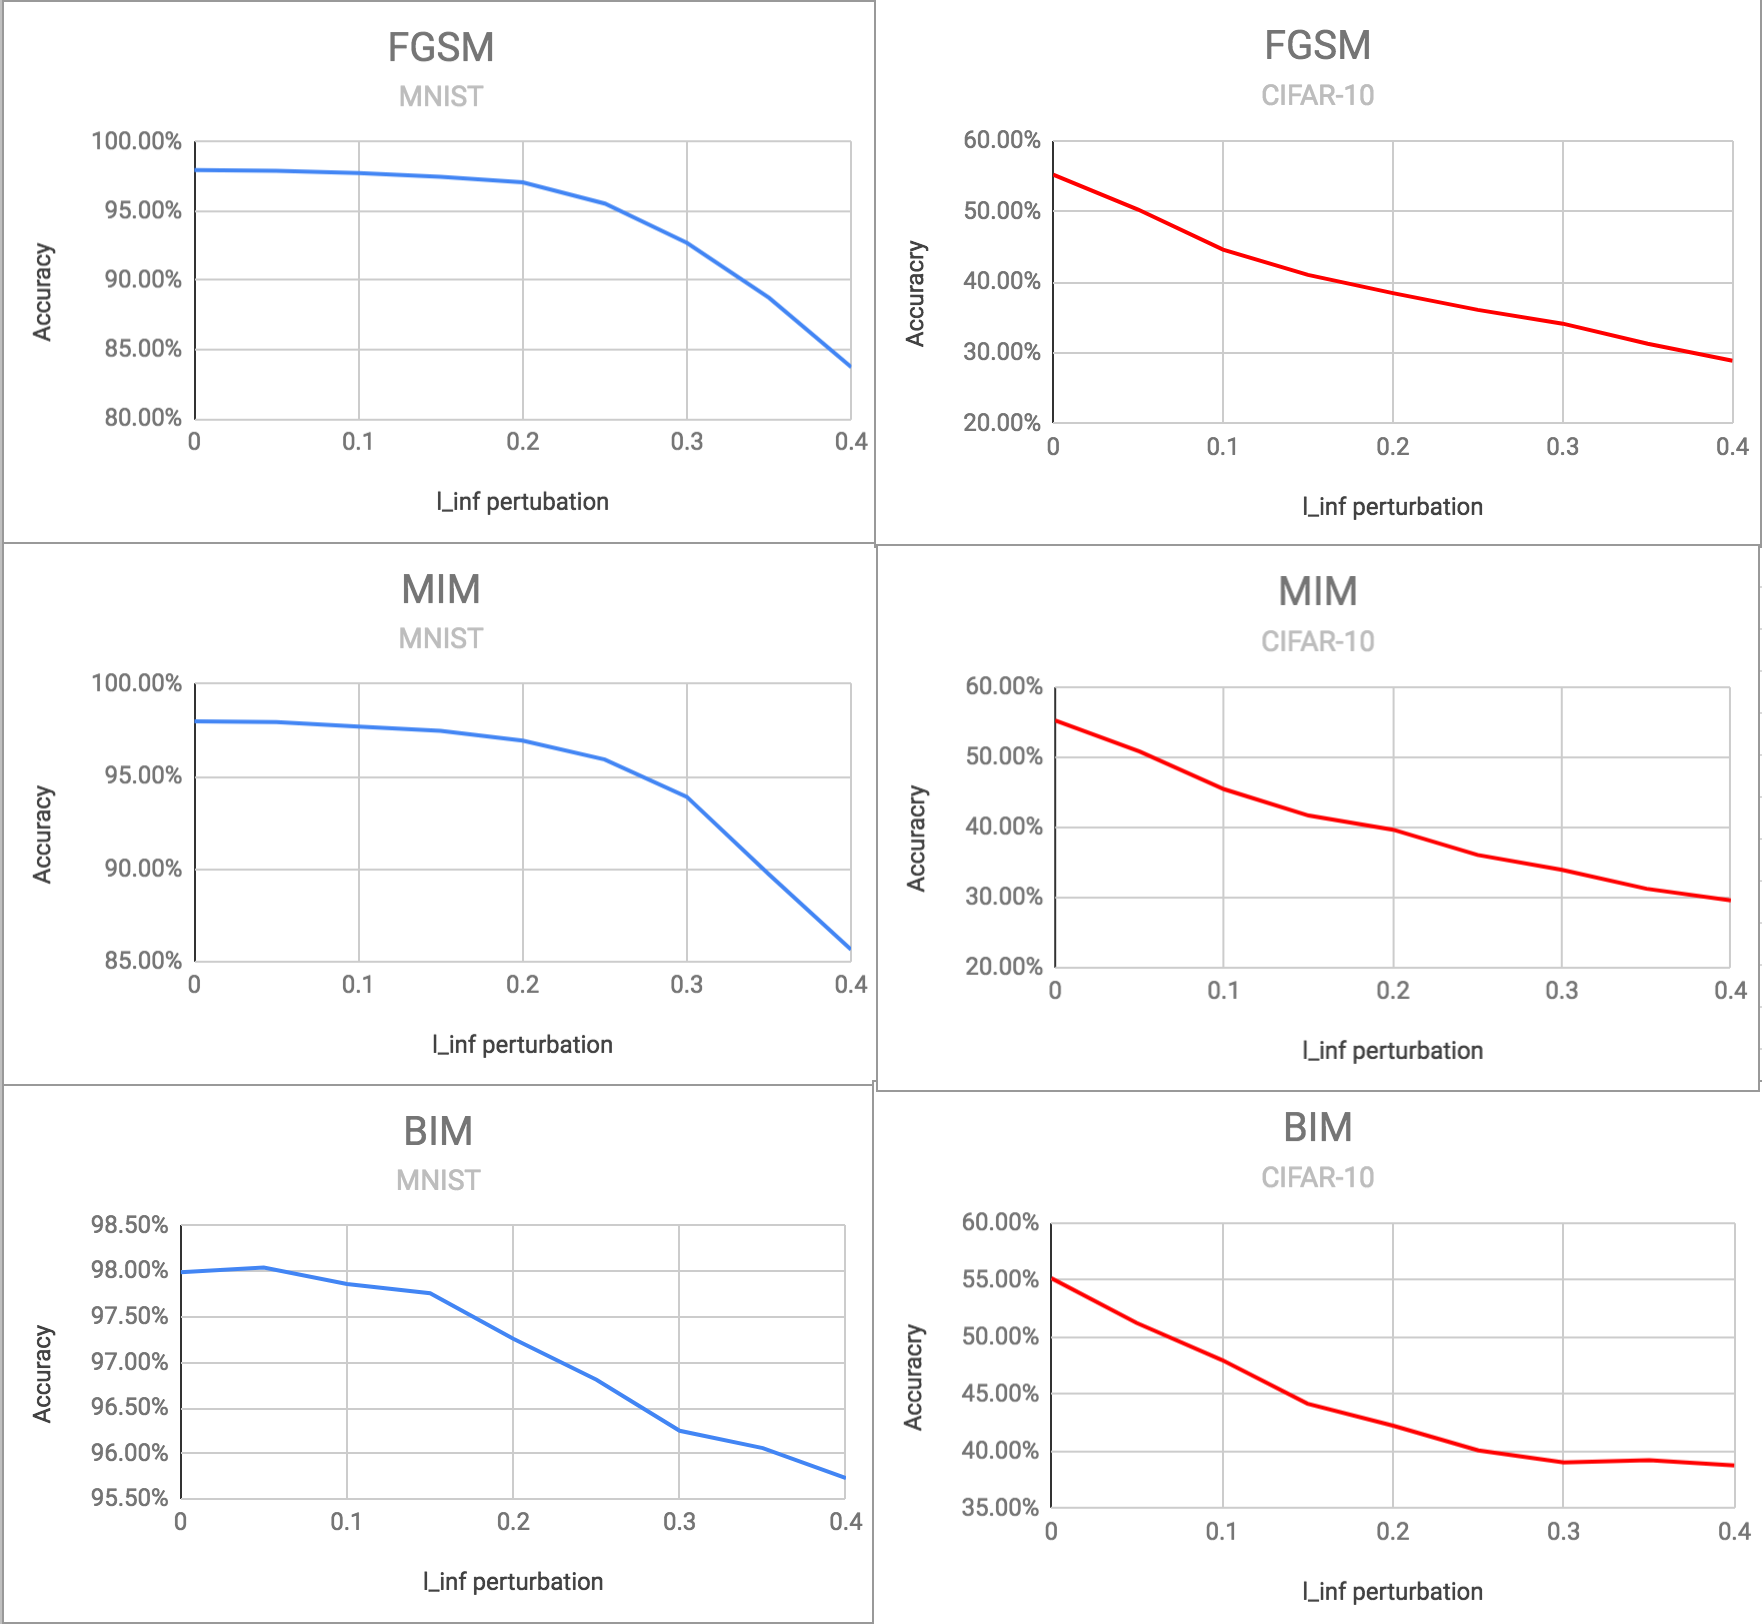 FGSM
MNIST
100.00%
95.00%
90.00%
85.00%
80.00%
Accuracy
0 0.1 0.2 0.3 0.4
l_inf pertubation
FGSM
CIFAR-10
60.00%
50.00%
40.00%
30.00%
20.00%
Accuracry
0 0.1 0.2 0.3 0.4
l_inf perturbation
MIM
MNIST
100.00%
95.00%
90.00%
85.00%
Accuracy
0 0.1 0.2 0.3 0.4
l_inf perturbation
MIM
CIFAR-10
60.00%
50.00%
40.00%
30.00%
20.00%
Accuracry
0 0.1 0.2 0.3 0.4
l_inf perturbation
BIM
MNIST
98.50%
98.00%
97.50%
97.00%
96.50%
96.00%
95.50%
Accuracy
0 0.1 0.2 0.3 0.4
l_inf perturbation
BIM
CIFAR-10
60.00%
55.00%
50.00%
45.00%
40.00%
35.00%
Accuracry
0 0.1 0.2 0.3 0.4
l_inf perturbation